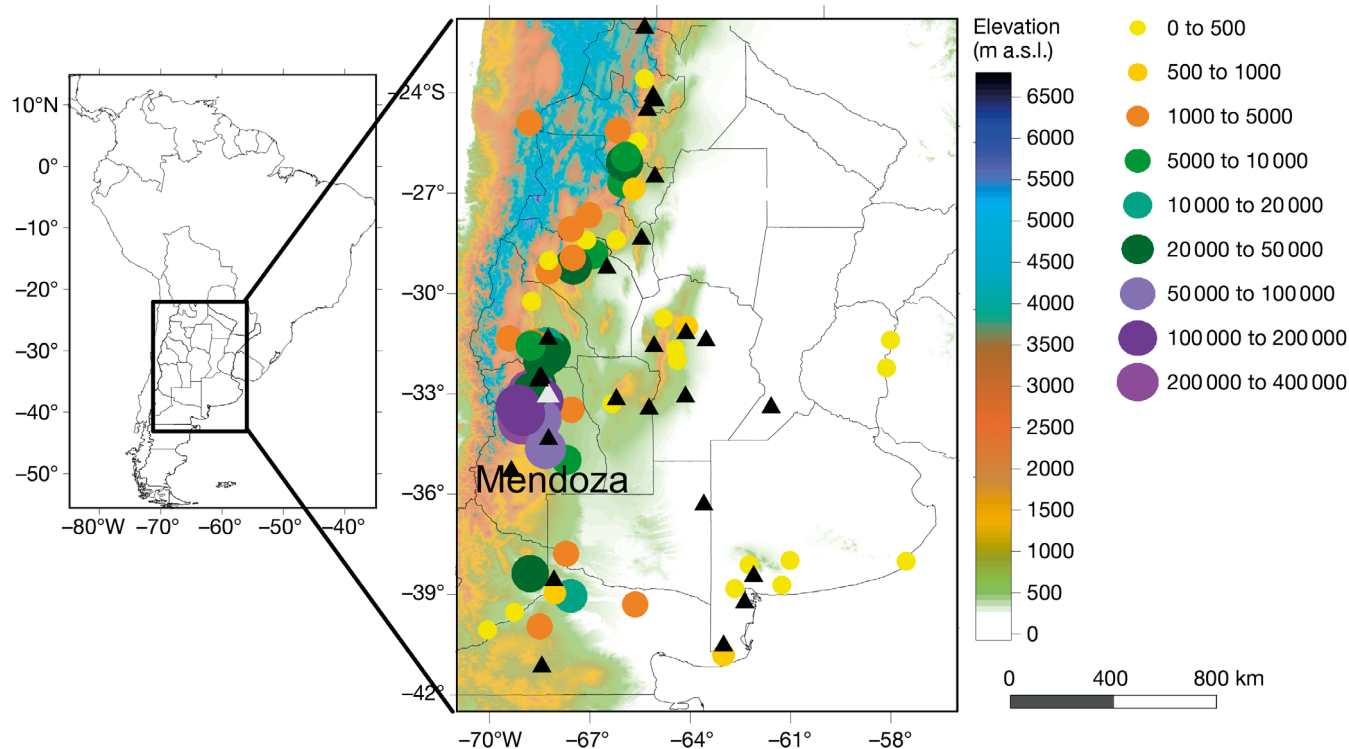 10°N
0°
−10°
−20°
−30°
−40°
−50°
−80°W
−70°
−60°
−50°
−40°
−24°S
−27°
−30°
−33°
−36°
−39°
−42°
−70°W
−67°
−64°
−61°
−58°
Mendoza
Elevation
(m a.s.l.)
6500
6000
5500
5000
4500
4000
3500
3000
2500
2000
1500
1000
500
0
0 to 500
500 to 1000
1000 to 5000
5000 to 10 000
10 000 to 20 000
20 000 to 50 000
50 000 to 100 000
100 000 to 200 000
200 000 to 400 000
0 400 800 km